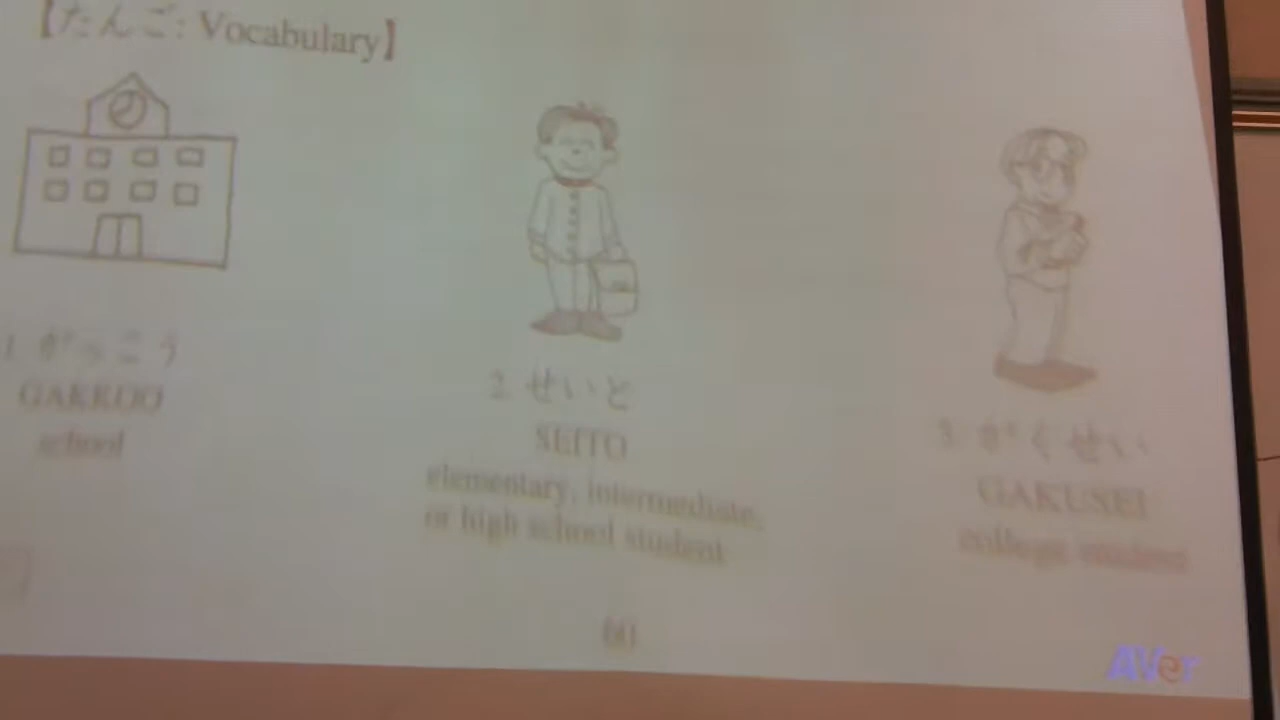 【たんご: Vocabulary】
1. がっこう
GAKKOO
school
2. せいと
SEITO
elementary, intermediate,
or high school student
3. がくせい
GAKUSEI
college student
60
AVer